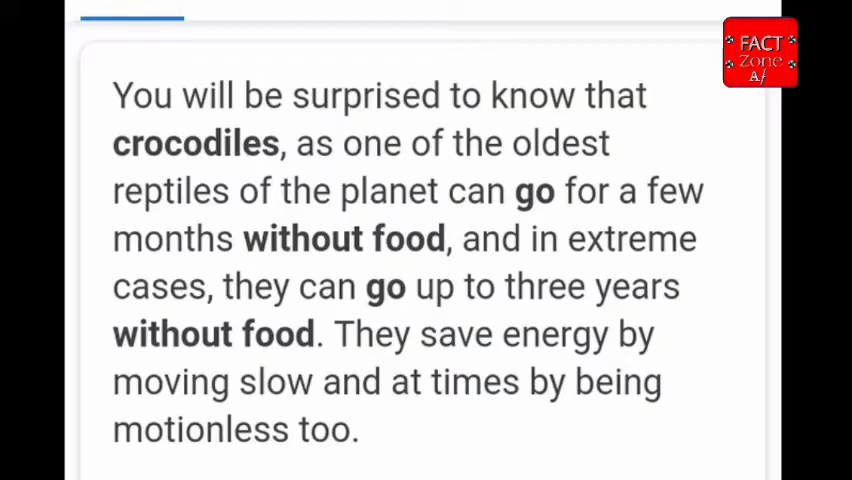 FACT
Zone
A/
You will be surprised to know that
crocodiles, as one of the oldest
reptiles of the planet can go for a few
months without food, and in extreme
cases, they can go up to three years
without food. They save energy by
moving slow and at times by being
motionless too.